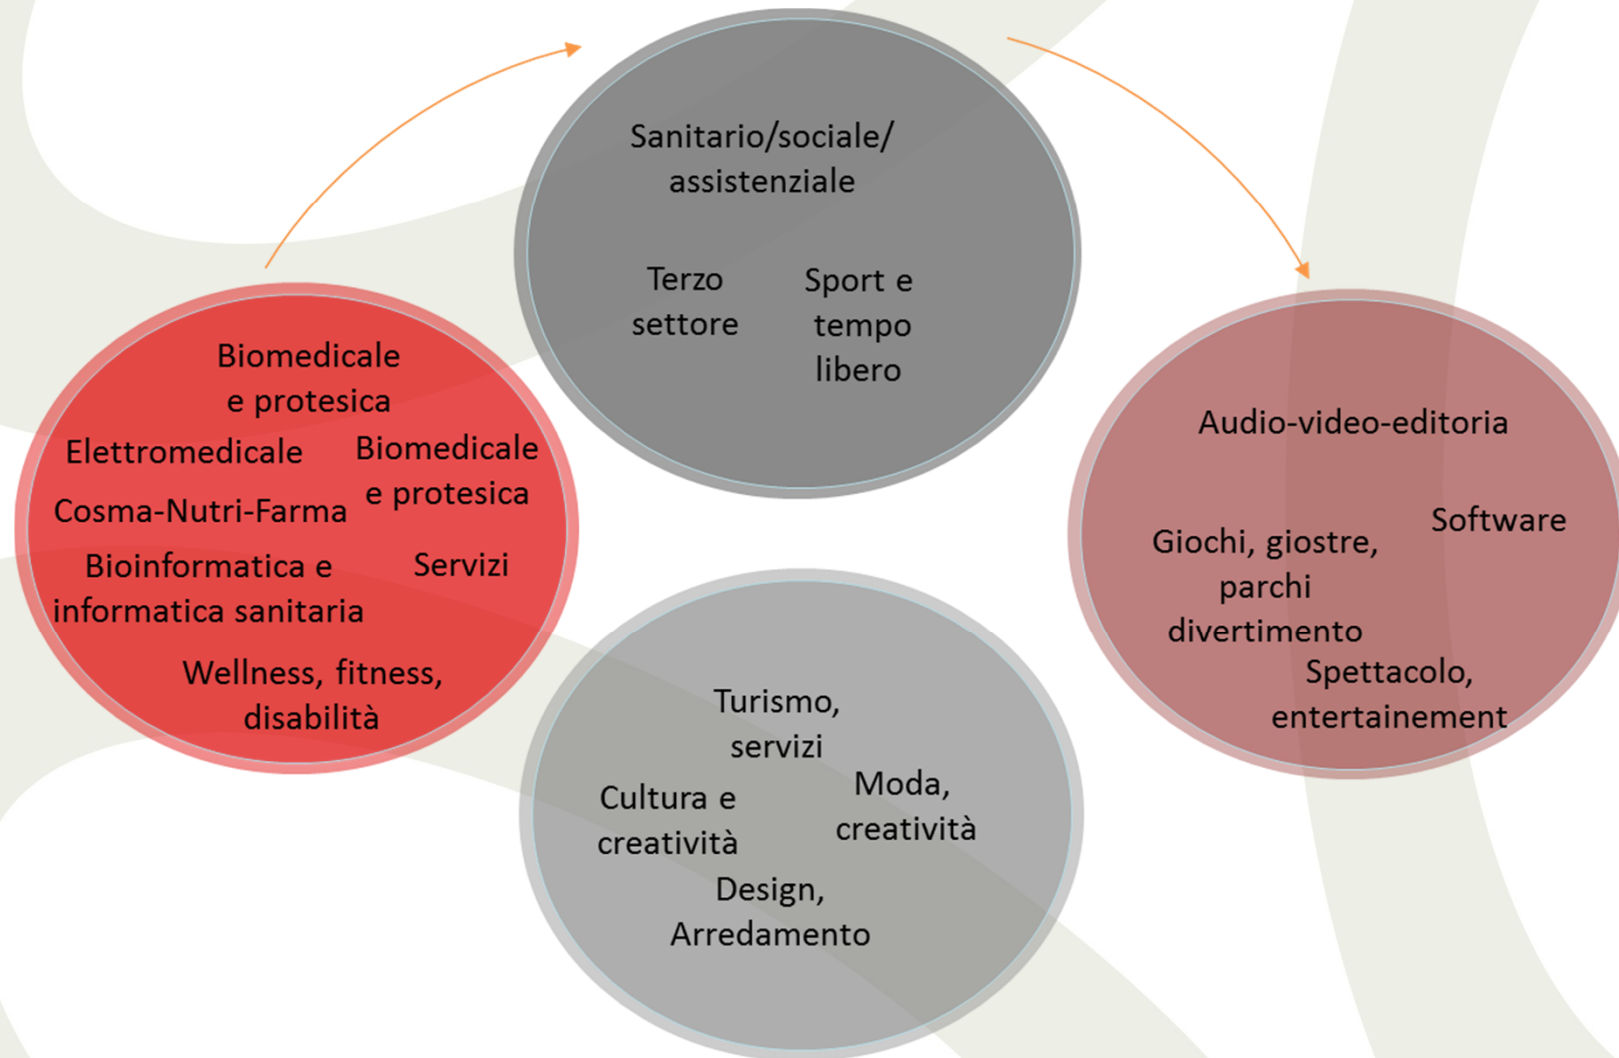 Sanitario/sociale/
assistenziale
Terzo
settore
Sport e
tempo
libero
Biomedicale
e protesica
Elettromedicale
Biomedicale
e protesica
Cosma-Nutri-Farma
Bioinformatica e
informatica sanitaria
Servizi
Wellness, fitness,
disabilità
Audio-video-editoria
Software
Giochi, giostre,
parchi
divertimento
Spettacolo,
entertainement
Turismo,
servizi
Cultura e
creatività
Moda,
creatività
Design,
Arredamento